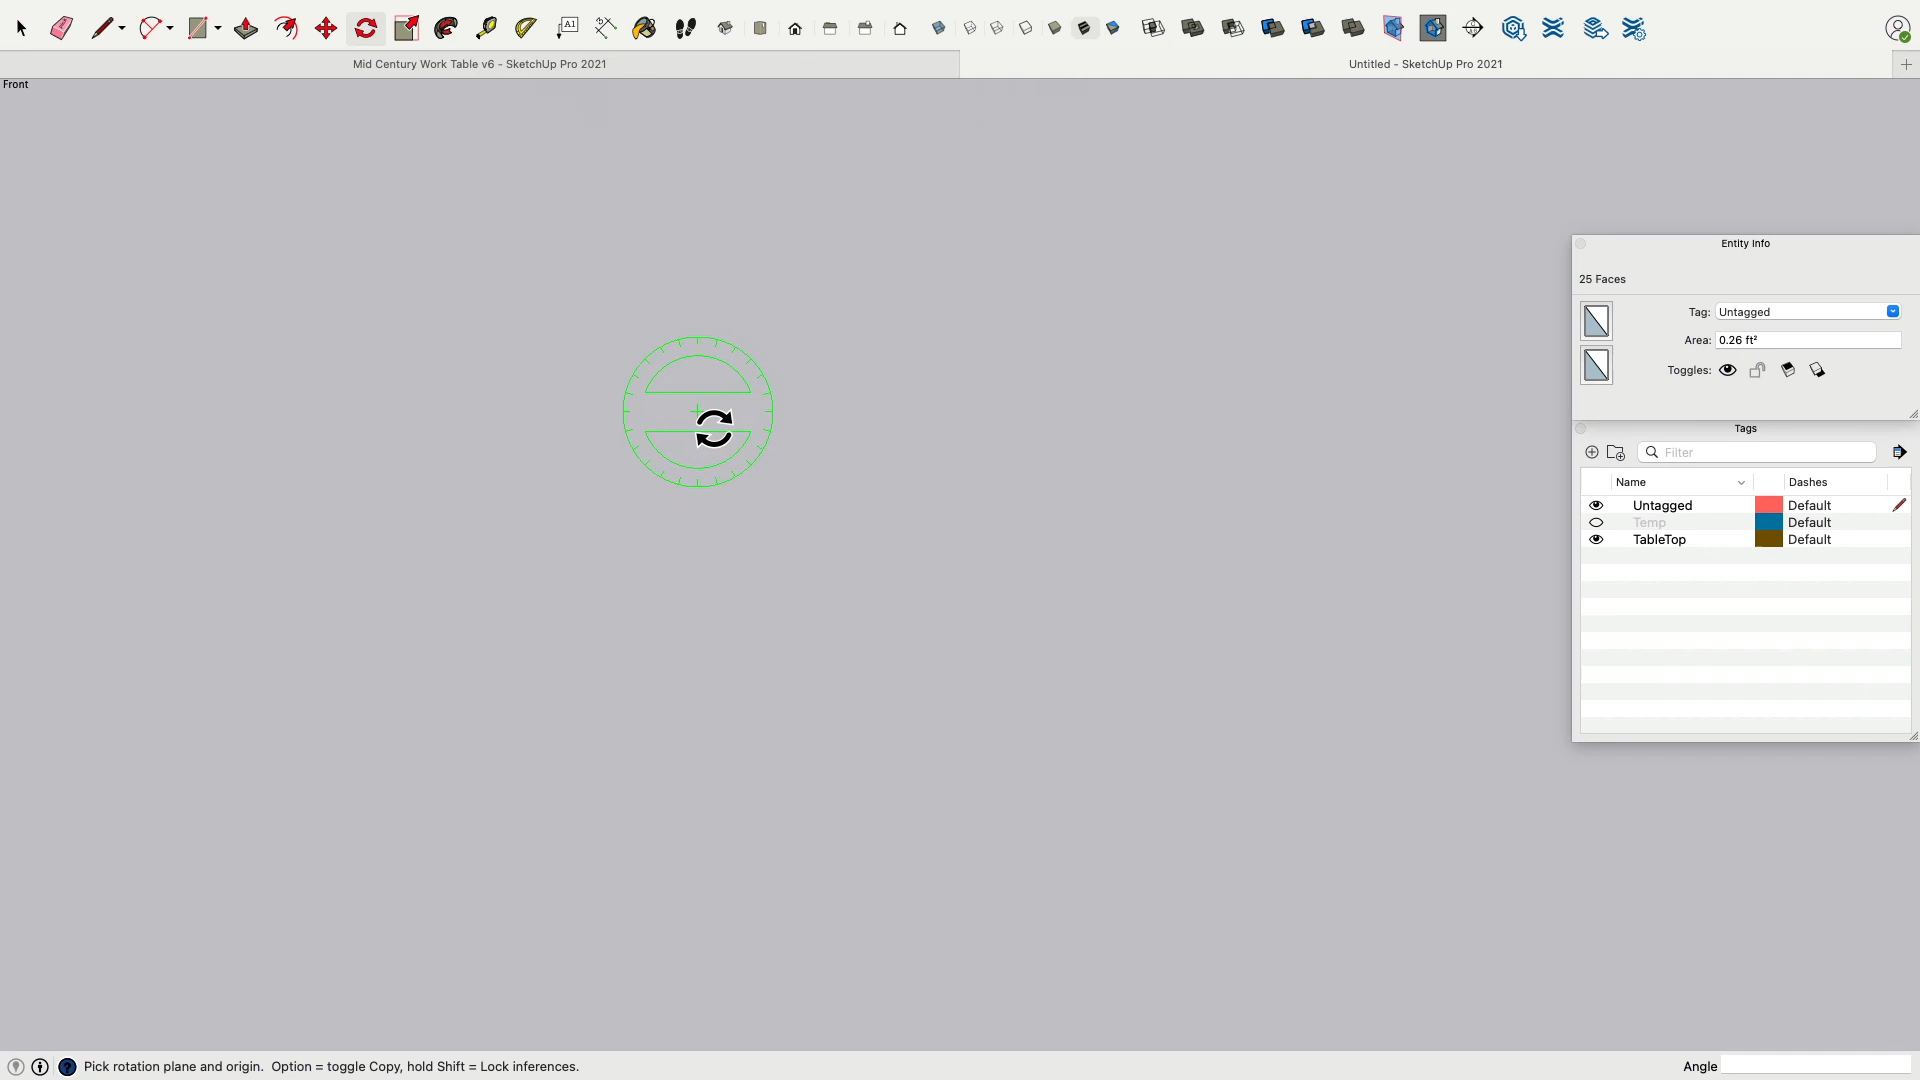 A1
Mid Century Work Table v6 - SketchUp Pro 2021
Untitled - SketchUp Pro 2021
Front
Entity Info
25 Faces
Tag: Untagged
Area: 0.26 ft²
Toggles:
Tags
Filter
Name Dashes
Untagged Default
Temp Default
TableTop Default
Pick rotation plane and origin. Option = toggle Copy, hold Shift = Lock inferences.
Angle